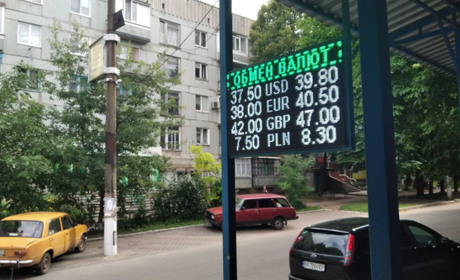 ОБМЕН ВАЛЮТ
37.50 USD 39.80
38.00 EUR 40.50
42.00 GBP 47.00
7.50 PLN 8.30